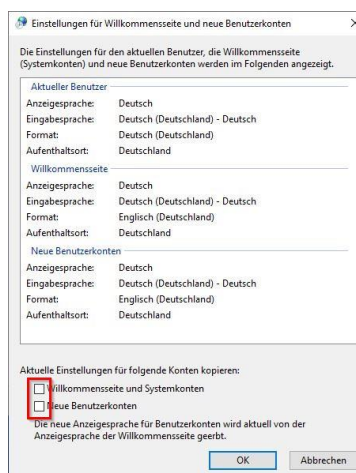 Einstellungen für Willkommensseite und neue Benutzerkonten
Die Einstellungen für den aktuellen Benutzer, die Willkommensseite
(Systemkonten) und neue Benutzerkonten werden im Folgenden angezeigt.
Aktueller Benutzer
Anzeigesprache: Deutsch
Eingabesprache: Deutsch (Deutschland) - Deutsch
Format: Deutsch (Deutschland)
Aufenthaltsort: Deutschland
Willkommensseite
Anzeigesprache: Deutsch
Eingabesprache: Deutsch (Deutschland) - Deutsch
Format: Englisch (Deutschland)
Aufenthaltsort: Deutschland
Neue Benutzerkonten
Anzeigesprache: Deutsch
Eingabesprache: Deutsch (Deutschland) - Deutsch
Format: Englisch (Deutschland)
Aufenthaltsort: Deutschland
Aktuelle Einstellungen für folgende Konten kopieren:
Willkommensseite und Systemkonten
Neue Benutzerkonten
Die neue Anzeigesprache für Benutzerkonten wird aktuell von der
Anzeigesprache der Willkommensseite geerbt.
OK Abbrechen